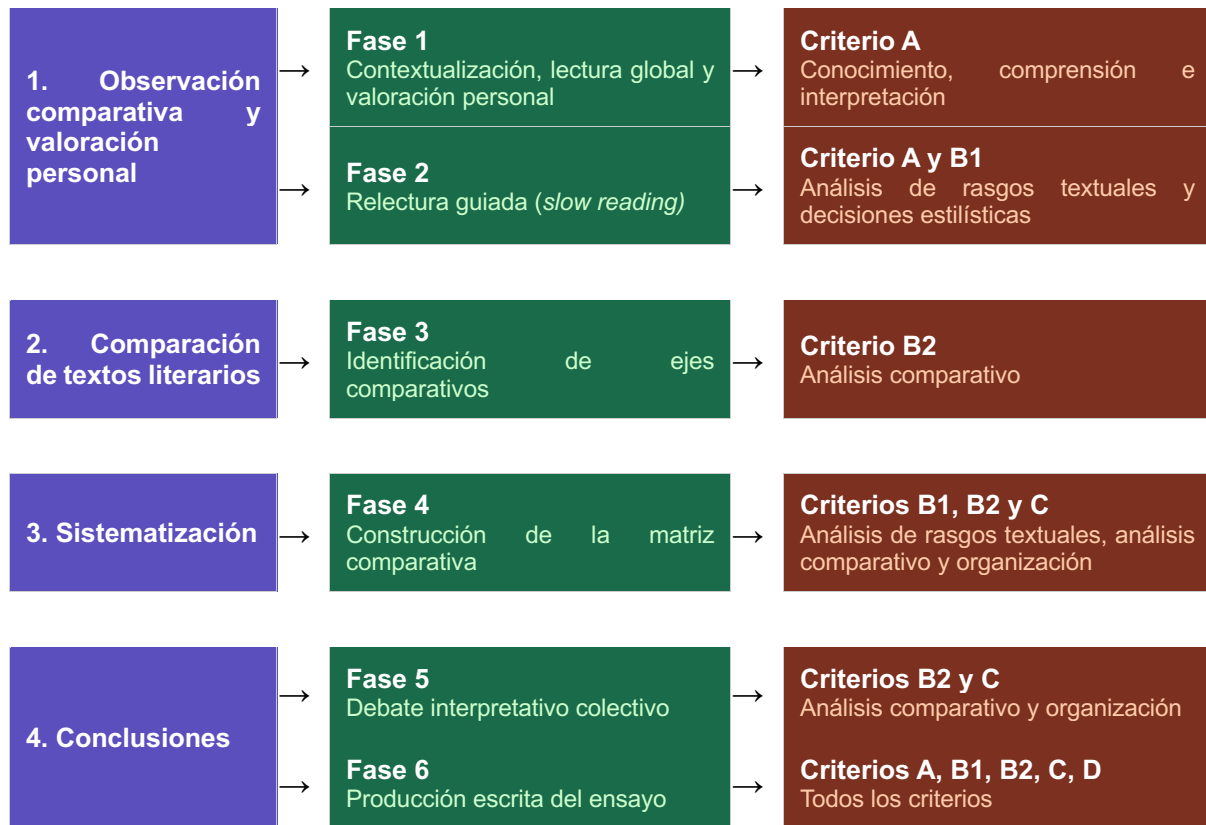 1. Observación
comparativa y
valoración
personal
→
Fase 1
Contextualización, lectura global y
valoración personal
→
Criterio A
Conocimiento, comprensión e
interpretación
→
Fase 2
Relectura guiada (slow reading)
→
Criterio A y B1
Análisis de rasgos textuales y
decisiones estilísticas
2. Comparación
de textos literarios
→
Fase 3
Identificación de ejes
comparativos
→
Criterio B2
Análisis comparativo
3. Sistematización
→
Fase 4
Construcción de la matriz
comparativa
→
Criterios B1, B2 y C
Análisis de rasgos textuales, análisis
comparativo y organización
4. Conclusiones
→
Fase 5
Debate interpretativo colectivo
→
Criterios B2 y C
Análisis comparativo y organización
→
Fase 6
Producción escrita del ensayo
→
Criterios A, B1, B2, C, D
Todos los criterios